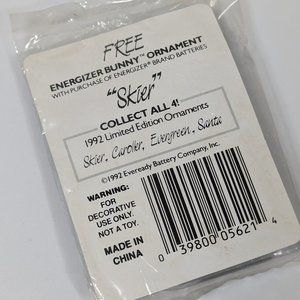 FREE
ENERGIZER BUNNY™ ORNAMENT
WITH PURCHASE OF ENERGIZER® BRAND BATTERIES
"Skier"
COLLECT ALL 4!
1992 Limited Edition Ornaments
Skier, Caroller, Evergreen, Santa
©1992 Eveready Battery Company, Inc.
WARNING:
FOR
DECORATIVE
USE ONLY.
NOT A TOY.
MADE IN
CHINA
0 39800 05621 4